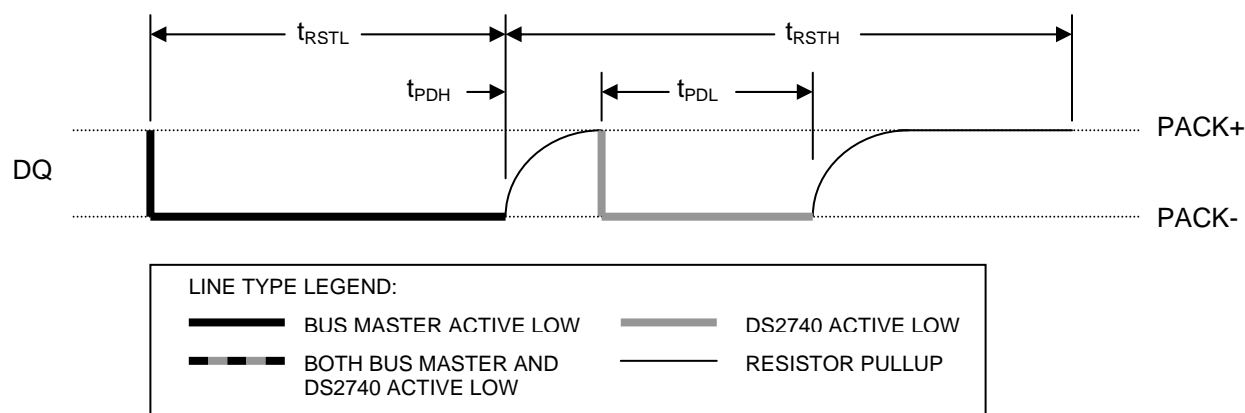 tRSTL
tRSTH
tPDH
tPDL
PACK+
DQ
PACK-
LINE TYPE LEGEND:
BUS MASTER ACTIVE LOW
DS2740 ACTIVE LOW
BOTH BUS MASTER AND
DS2740 ACTIVE LOW
RESISTOR PULLUP